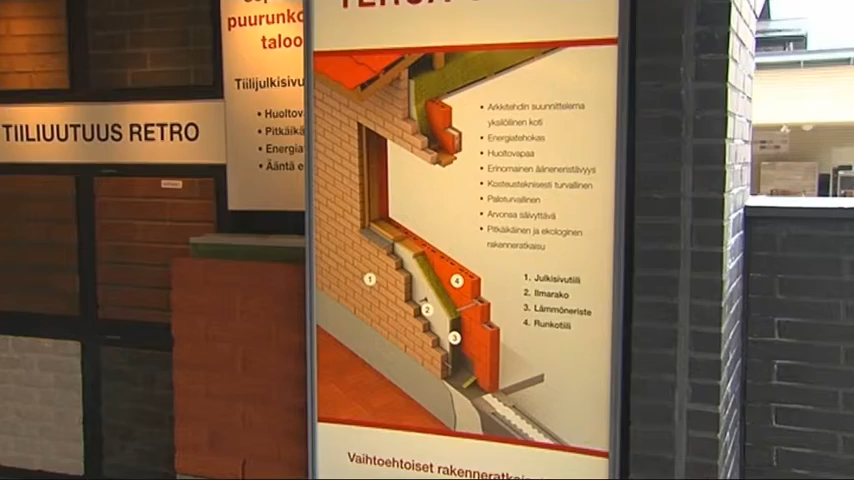 puurunko
taloo
Tiilijulkisivu
• Huoltov
• Pitkäikä
• Energia
• Ääntä e
TIILIUUTUUS RETRO
• Arkkitehdin suunnittelema
yksilöllinen koti
• Energiatehokas
• Huoltovapaa
• Erinomainen ääneneristävyys
• Kosteusteknisesti turvallinen
• Paloturvallinen
• Arvonsa säilyttävä
• Pitkäikäinen ja ekologinen
rakenneratkaisu
1
2
3
4
1. Julkisivutiili
2. Ilmarako
3. Lämmöneriste
4. Runkotiili
Vaihtoehtoiset rakenneratkai